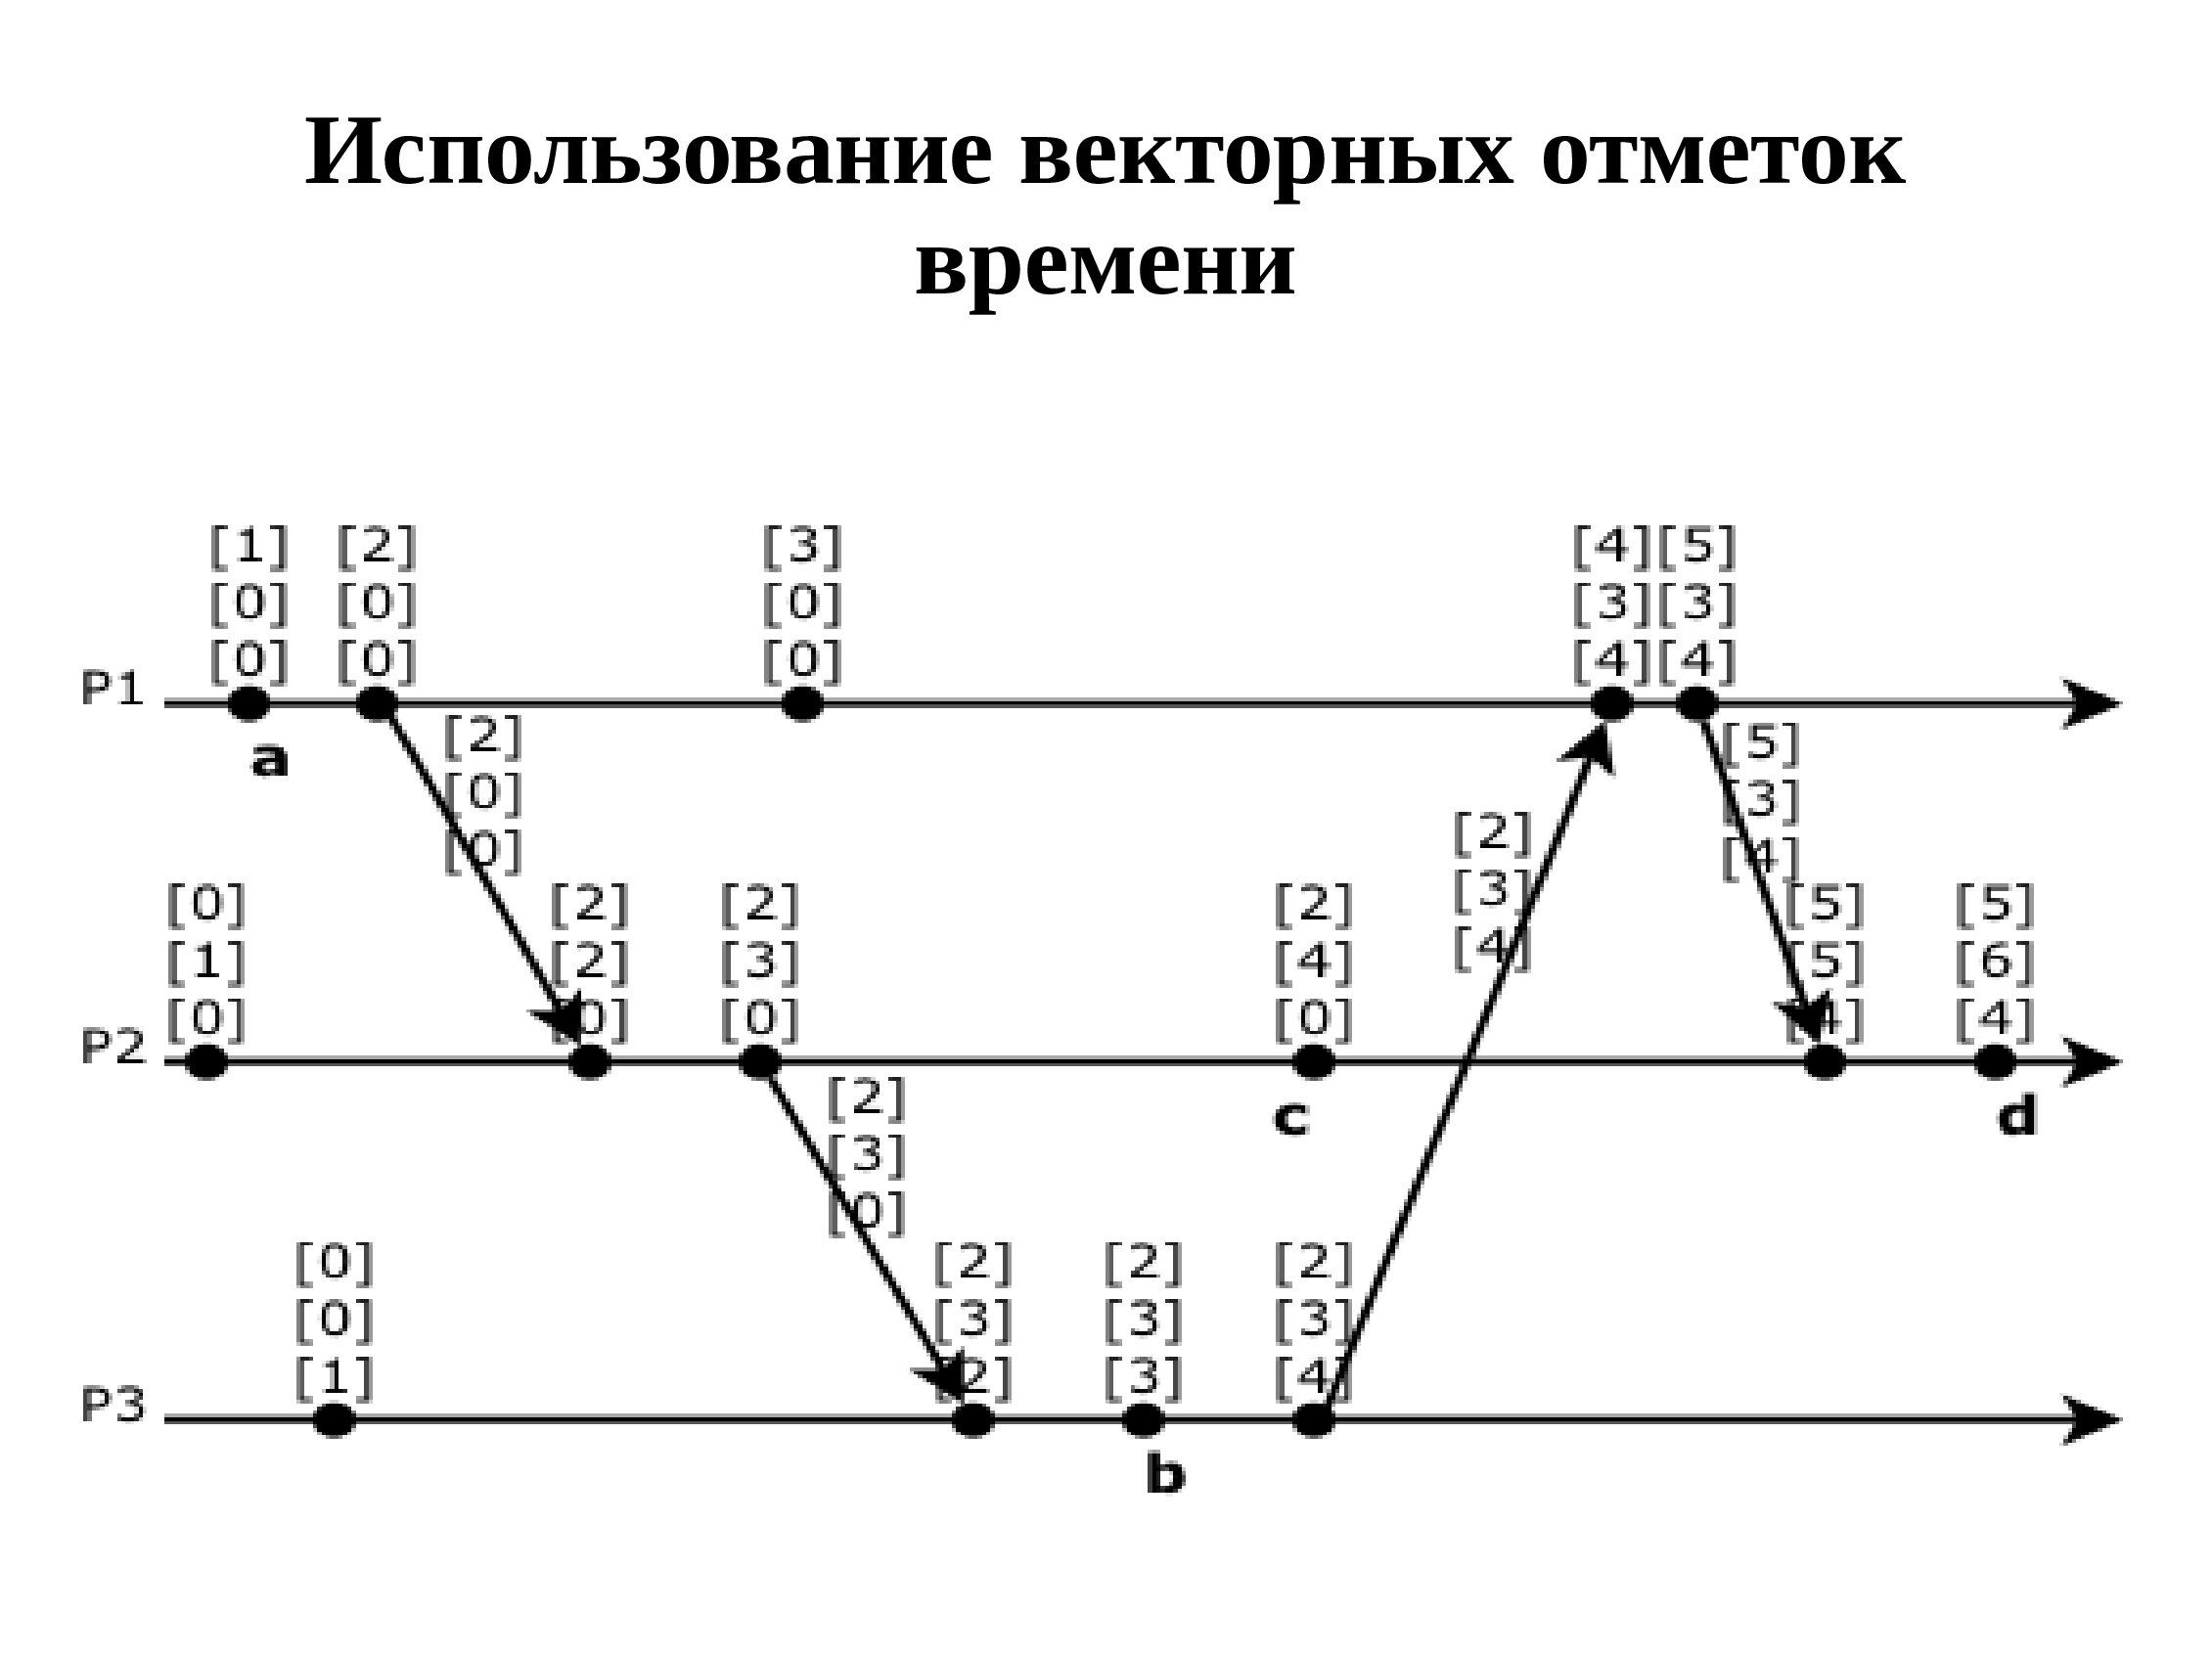 Использование векторных отметок
времени
[1] [2] [3] [4] [5]
[0] [0] [0] [3] [3]
[0] [0] [0] [4] [4]
P1
a
[2]
[0]
[0]
[5]
[3]
[4]
[2]
[3]
[4]
[0] [2] [2] [2] [5] [5]
[1] [2] [3] [4] [5] [6]
[0] [0] [0] [0] [4] [4]
P2
c d
[2]
[3]
[0]
[0] [2] [2] [2]
[0] [3] [3] [3]
[1] [2] [3] [4]
P3
b